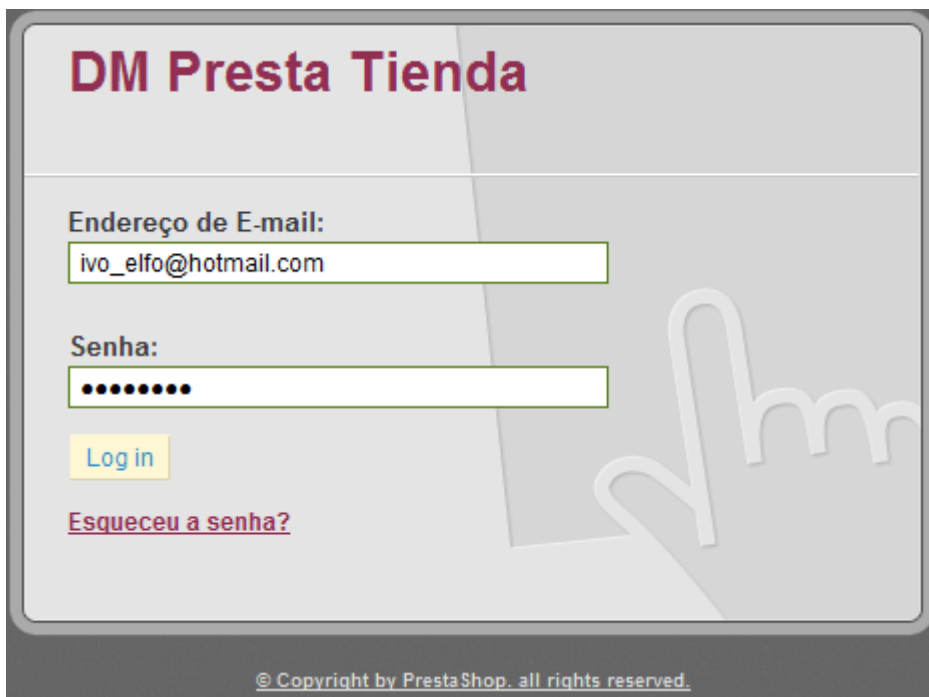 DM Presta Tienda
Endereço de E-mail:
ivo_elfo@hotmail.com
Senha:
••••••••
Log in
Esqueceu a senha?
© Copyright by PrestaShop. all rights reserved.